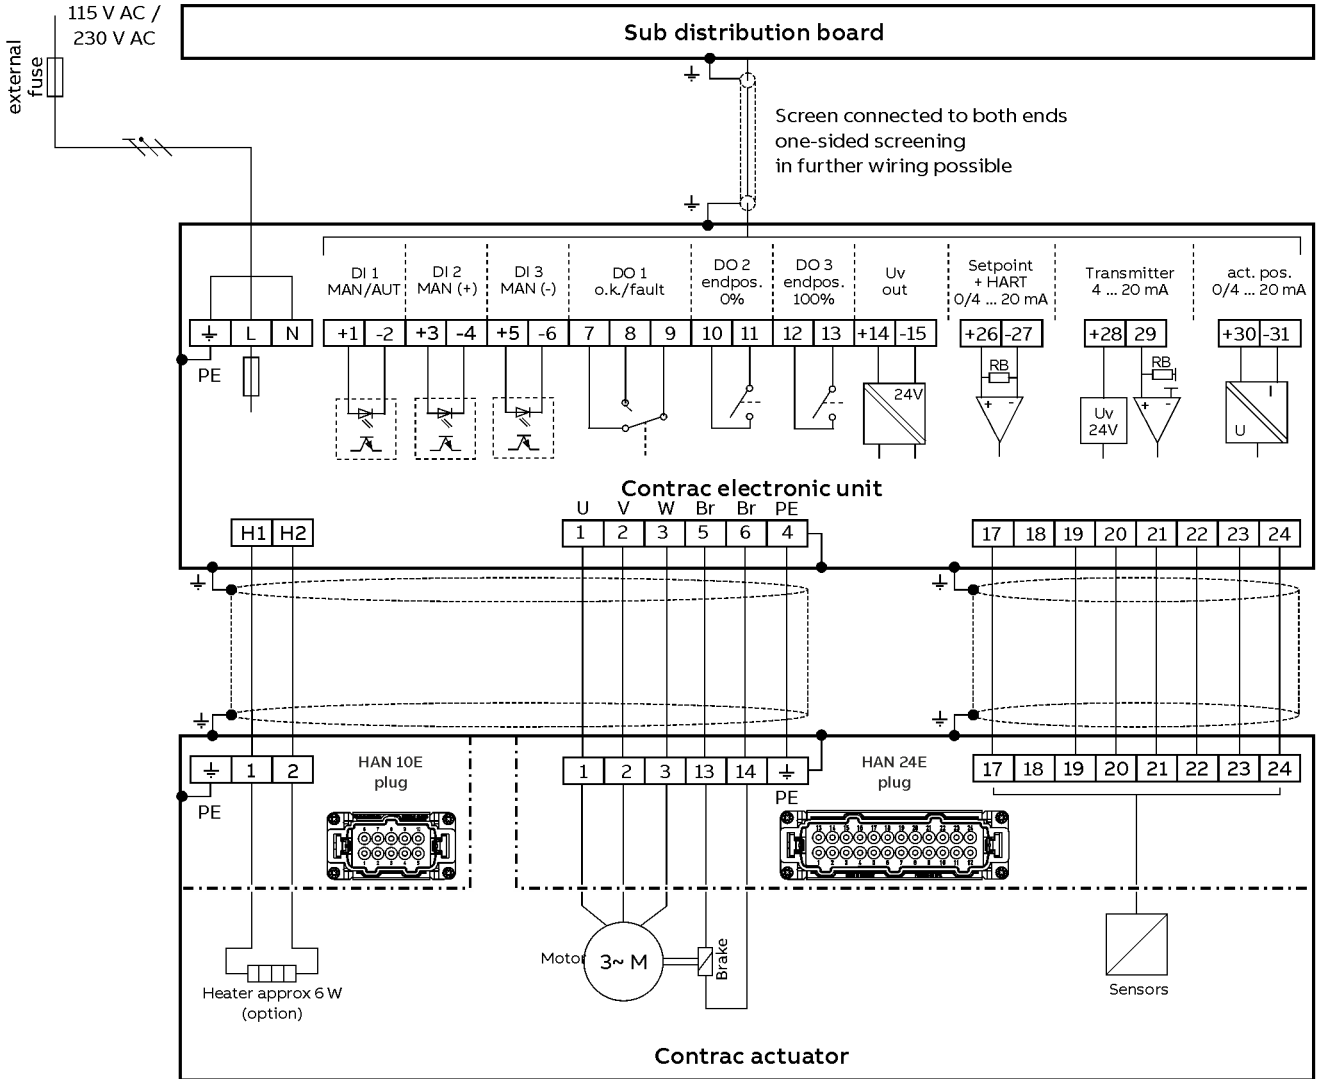 115 V AC /
230 V AC
external
fuse
Sub distribution board
Screen connected to both ends
one-sided screening
in further wiring possible
DI 1
MAN/AUT
DI 2
MAN (+)
DI 3
MAN (-)
DO 1
o.k./fault
DO 2
endpos.
0%
DO 3
endpos.
100%
Uv
out
Setpoint
+ HART
0/4 ... 20 mA
Transmitter
4 ... 20 mA
act. pos.
0/4 ... 20 mA
L N +1 -2 +3 -4 +5 -6 7 8 9 10 11 12 13 +14 -15 +26 -27 +28 29 +30 -31
PE
RB
RB
24V
+ -
Uv
24V
+ -
I
U
Contrac electronic unit
U V W Br Br PE
H1 H2 1 2 3 5 6 4 17 18 19 20 21 22 23 24
1 2
HAN 10E
plug
1 2 3 13 14
HAN 24E
plug
17 18 19 20 21 22 23 24
PE
PE
Motor
3~ M
Brake
Heater approx 6 W
(option)
Sensors
Contrac actuator